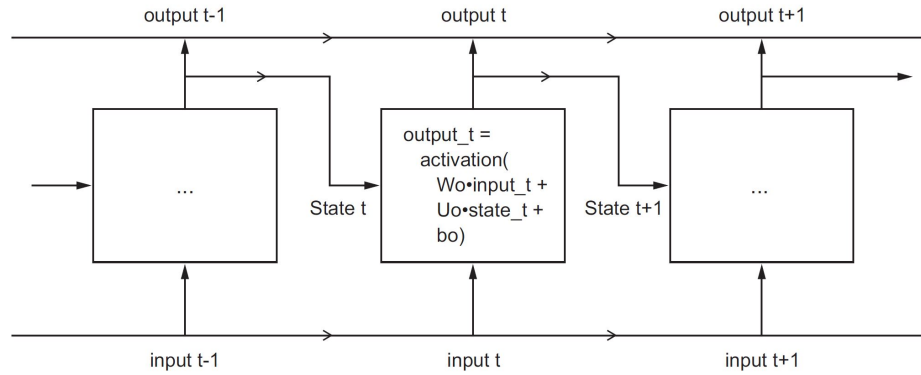 output t-1
output t
output t+1
...
output_t =
activation(
Wo•input_t +
Uo•state_t +
bo)
...
State t
State t+1
input t-1
input t
input t+1